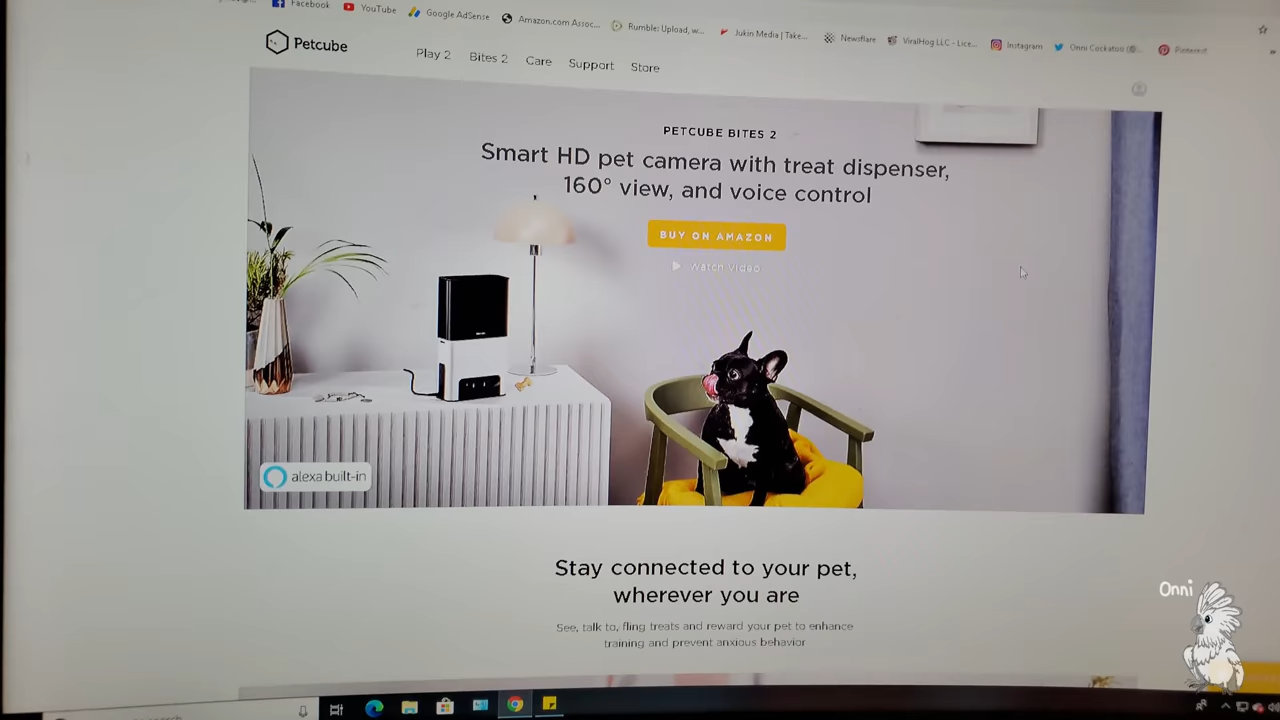 Facebook
YouTube
Google AdSense
Amazon.com Assoc...
Rumble: Upload, w...
Jukin Media | Take...
Newsflare
ViralHog LLC - Lice...
Instagram
Onni Cockatoo (@...
Pinterest
Petcube
Play 2
Bites 2
Care
Support
Store
PETCUBE BITES 2
Smart HD pet camera with treat dispenser,
160° view, and voice control
BUY ON AMAZON
Watch video
alexa built-in
Stay connected to your pet,
wherever you are
See, talk to, fling treats and reward your pet to enhance
training and prevent anxious behavior
Onni